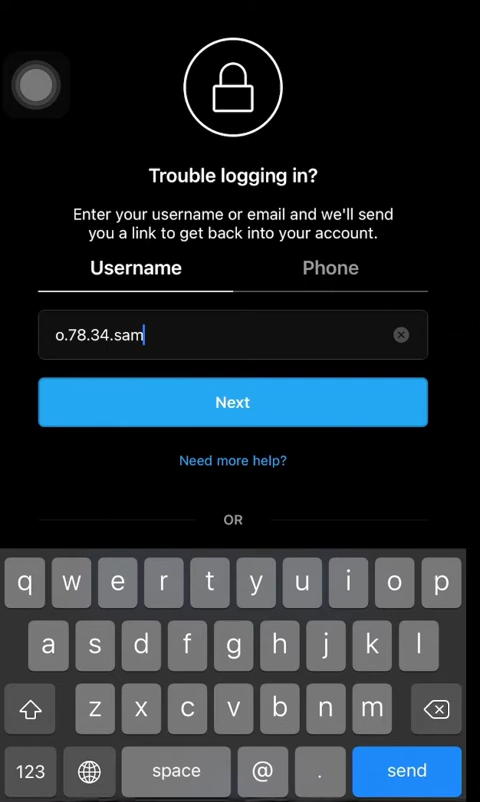 Trouble logging in?
Enter your username or email and we'll send
you a link to get back into your account.
Username Phone
o.78.34.sam
Next
Need more help?
OR
q w e r t y u i o p
a s d f g h j k l
z x c v b n m
123 space @ . send